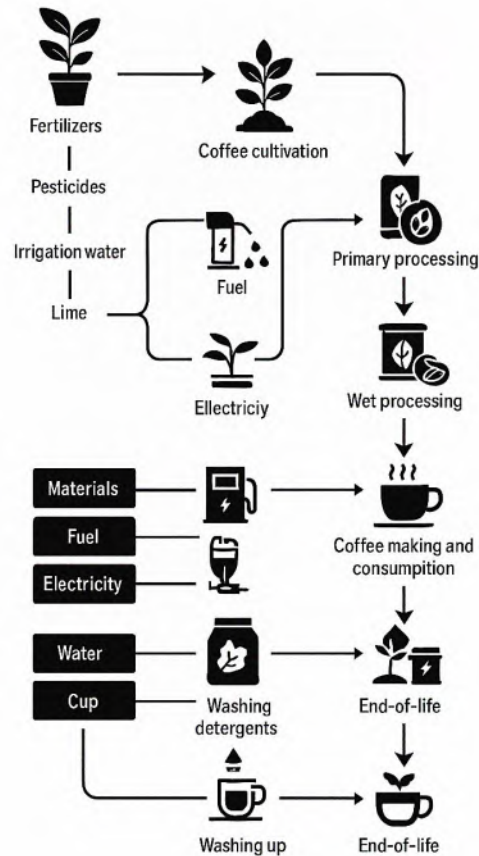 Fertilizers
Coffee cultivation
Pesticides
Irrigation water
Lime
Fuel
Ellectriciy
Primary processing
Wet processing
Materials
Fuel
Electricity
Coffee making and
consumpition
Water
Cup
Washing
detergents
End-of-life
Washing up
End-of-life